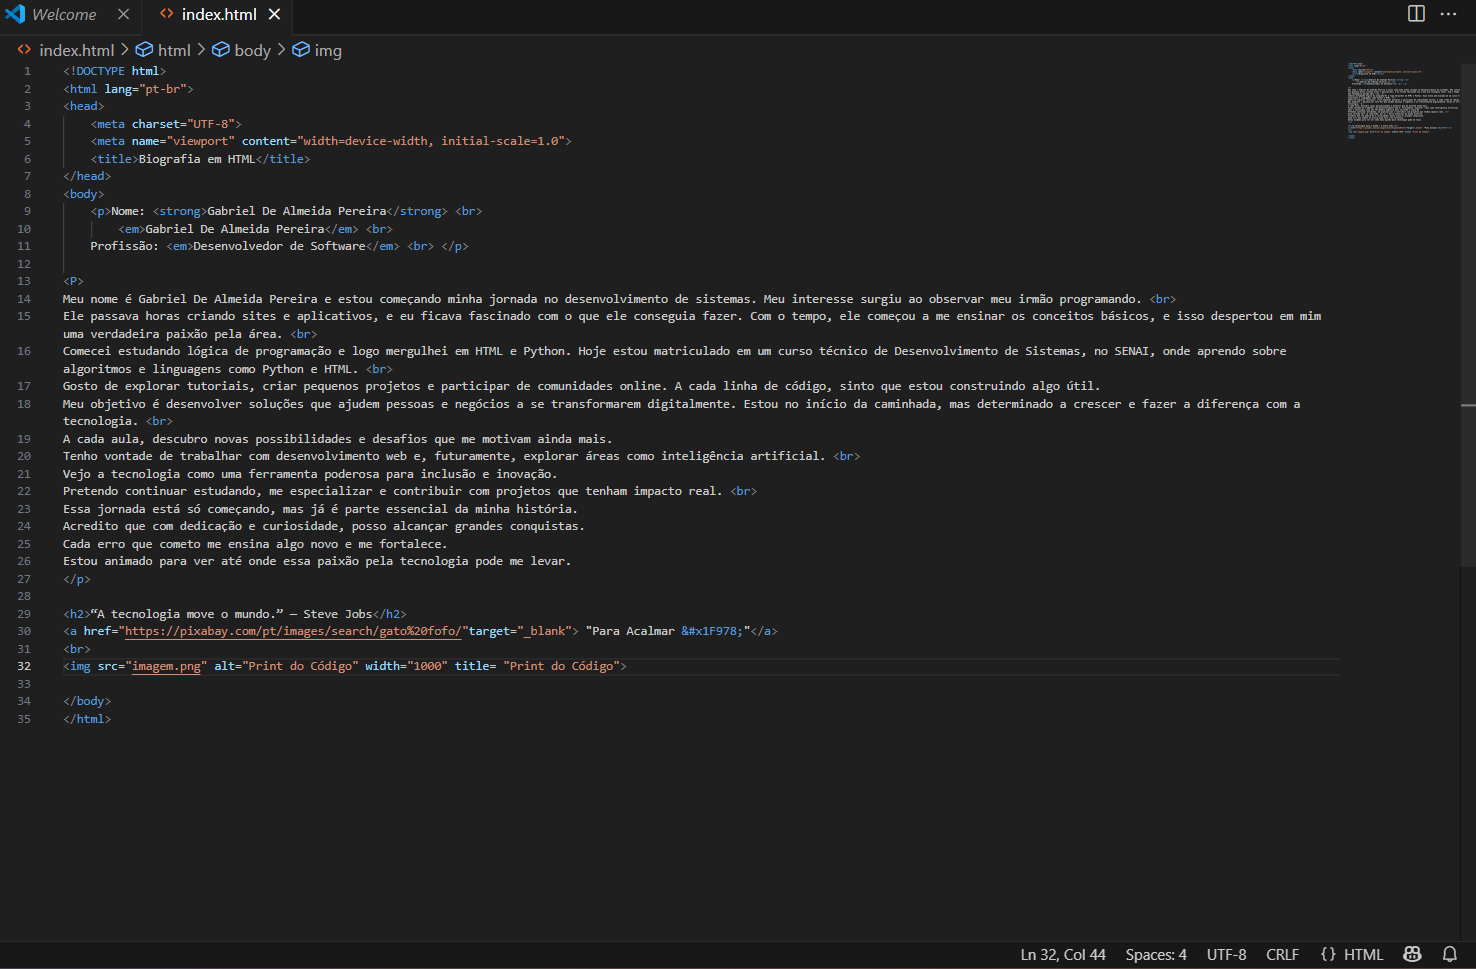 Welcome
index.html
index.html > html > body > img
1 <!DOCTYPE html>
2 <html lang="pt-br">
3 <head>
4 <meta charset="UTF-8">
5 <meta name="viewport" content="width=device-width, initial-scale=1.0">
6 <title>Biografia em HTML</title>
7 </head>
8 <body>
9 <p>Nome: <strong>Gabriel De Almeida Pereira</strong> <br>
10 <em>Gabriel De Almeida Pereira</em> <br>
11 Profissão: <em>Desenvolvedor de Software</em> <br> </p>
12
13 <P>
14 Meu nome é Gabriel De Almeida Pereira e estou começando minha jornada no desenvolvimento de sistemas. Meu interesse surgiu ao observar meu irmão programando. <br>
15 Ele passava horas criando sites e aplicativos, e eu ficava fascinado com o que ele conseguia fazer. Com o tempo, ele começou a me ensinar os conceitos básicos, e isso despertou em mim
uma verdadeira paixão pela área. <br>
16 Comecei estudando lógica de programação e logo mergulhei em HTML e Python. Hoje estou matriculado em um curso técnico de Desenvolvimento de Sistemas, no SENAI, onde aprendo sobre
algoritmos e linguagens como Python e HTML. <br>
17 Gosto de explorar tutoriais, criar pequenos projetos e participar de comunidades online. A cada linha de código, sinto que estou construindo algo útil.
18 Meu objetivo é desenvolver soluções que ajudem pessoas e negócios a se transformarem digitalmente. Estou no início da caminhada, mas determinado a crescer e fazer a diferença com a
tecnologia. <br>
19 A cada aula, descubro novas possibilidades e desafios que me motivam ainda mais.
20 Tenho vontade de trabalhar com desenvolvimento web e, futuramente, explorar áreas como inteligência artificial. <br>
21 Vejo a tecnologia como uma ferramenta poderosa para inclusão e inovação.
22 Pretendo continuar estudando, me especializar e contribuir com projetos que tenham impacto real. <br>
23 Essa jornada está só começando, mas já é parte essencial da minha história.
24 Acredito que com dedicação e curiosidade, posso alcançar grandes conquistas.
25 Cada erro que cometo me ensina algo novo e me fortalece.
26 Estou animado para ver até onde essa paixão pela tecnologia pode me levar.
27 </p>
28
29 <h2>“A tecnologia move o mundo.” — Steve Jobs</h2>
30 <a href="https://pixabay.com/pt/images/search/gato%20fofo/"target="_blank"> "Para Acalmar &#x1F978;"</a>
31 <br>
32 <img src="imagem.png" alt="Print do Código" width="1000" title= "Print do Código">
33
34 </body>
35 </html>
Ln 32, Col 44 Spaces: 4 UTF-8 CRLF {} HTML